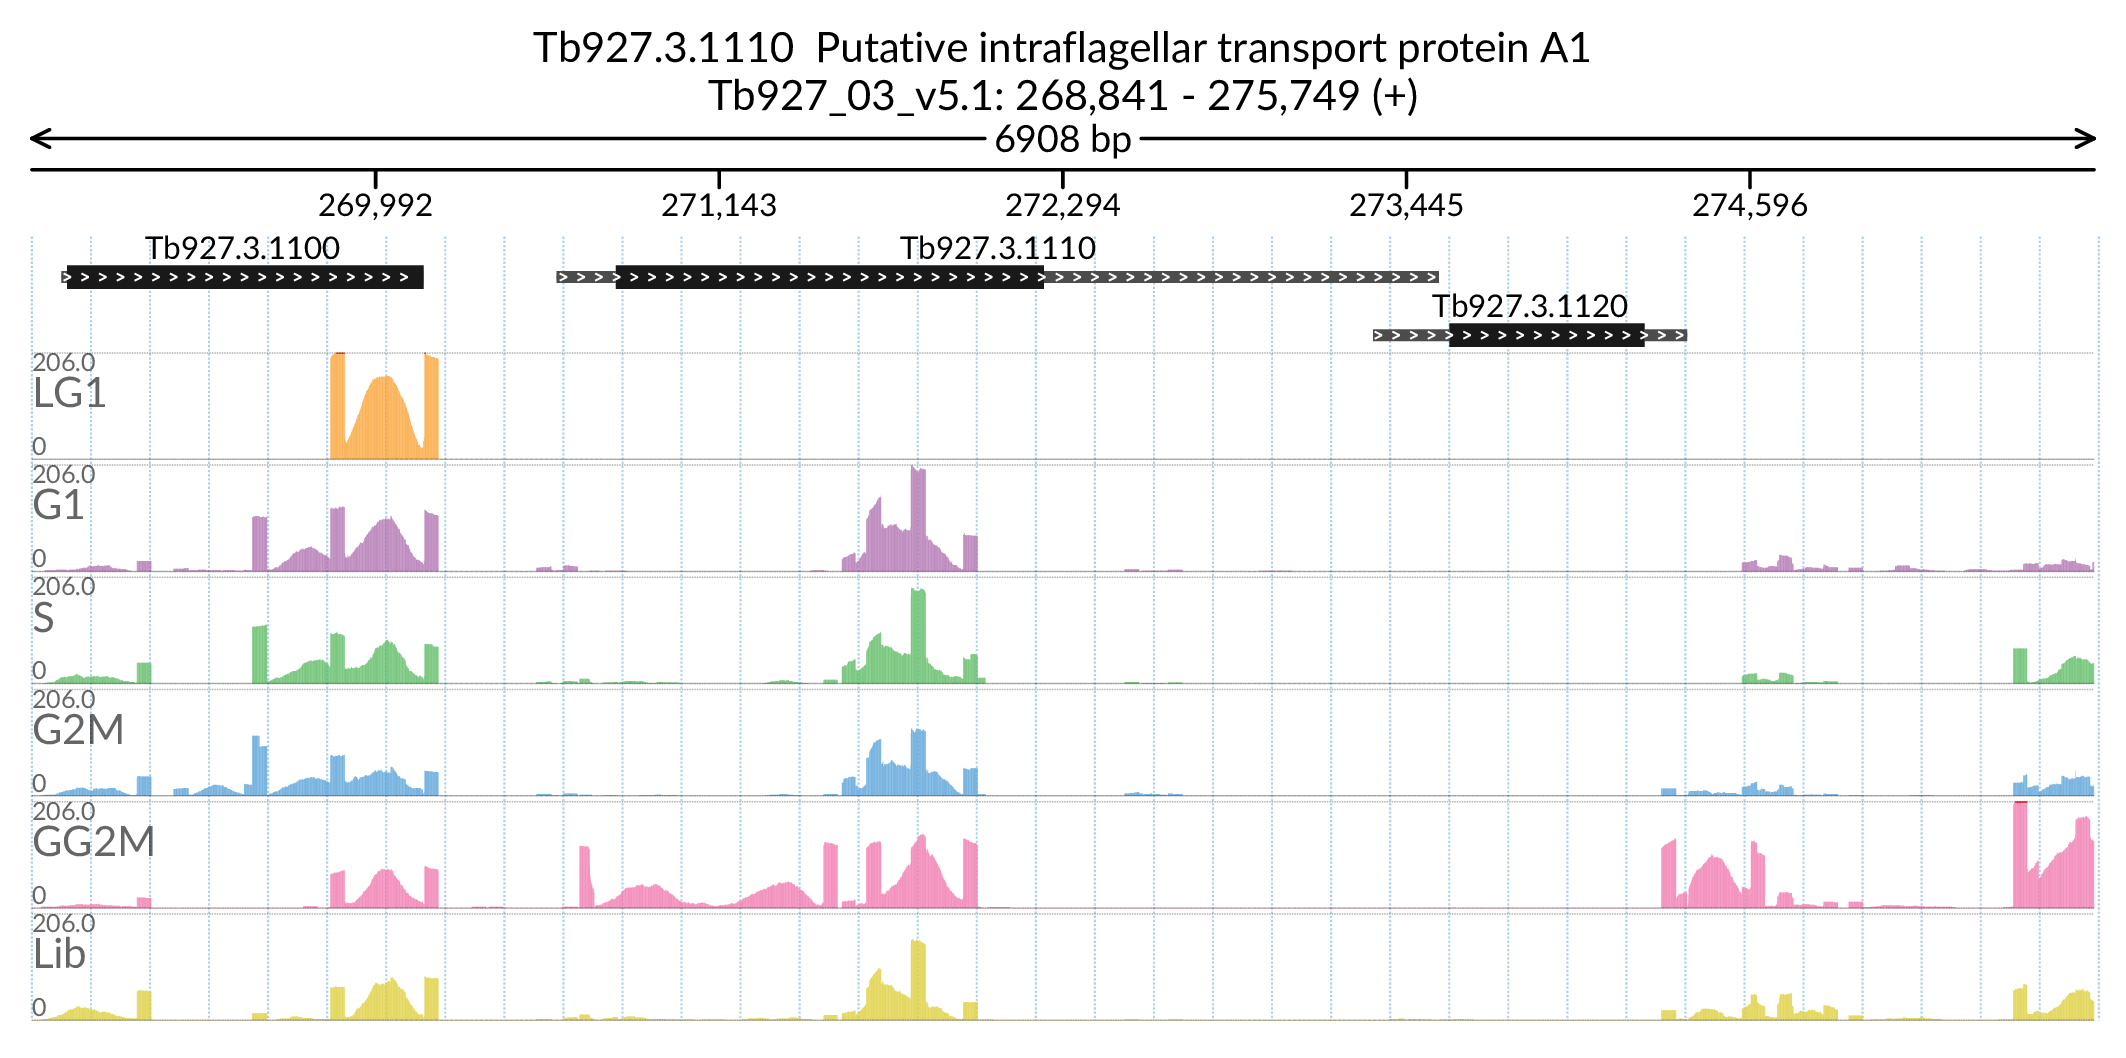 Tb927.3.1110  Putative intraflagellar transport protein A1
Tb927_03_v5.1: 268,841 - 275,749 (+)
6908 bp
269,992 271,143 272,294 273,445 274,596
Tb927.3.1100 Tb927.3.1110
Tb927.3.1120
206.0
LG1
0
206.0
G1
0
206.0
S
0
206.0
G2M
0
206.0
GG2M
0
206.0
Lib
0